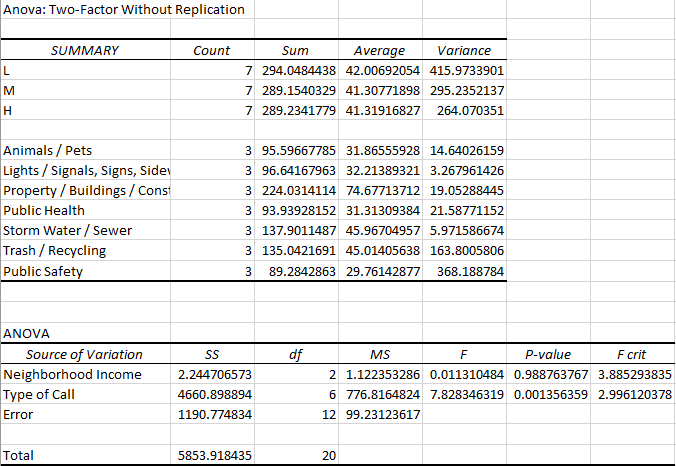 Anova: Two-Factor Without Replication
SUMMARY Count Sum Average Variance
L 7 294.0484438 42.00692054 415.9733901
M 7 289.1540329 41.30771898 295.2352137
H 7 289.2341779 41.31916827 264.070351
Animals / Pets 3 95.59667785 31.86555928 14.64026159
Lights / Signals, Signs, Sidev 3 96.64167963 32.21389321 3.267961426
Property / Buildings / Const 3 224.0314114 74.67713712 19.05288445
Public Health 3 93.93928152 31.31309384 21.58771152
Storm Water / Sewer 3 137.9011487 45.96704957 5.971586674
Trash / Recycling 3 135.0421691 45.01405638 163.8005806
Public Safety 3 89.2842863 29.76142877 368.188784
ANOVA
Source of Variation SS df MS F P-value F crit
Neighborhood Income 2.244706573 2 1.122353286 0.011310484 0.988763767 3.885293835
Type of Call 4660.898894 6 776.8164824 7.828346319 0.001356359 2.996120378
Error 1190.774834 12 99.23123617
Total 5853.918435 20